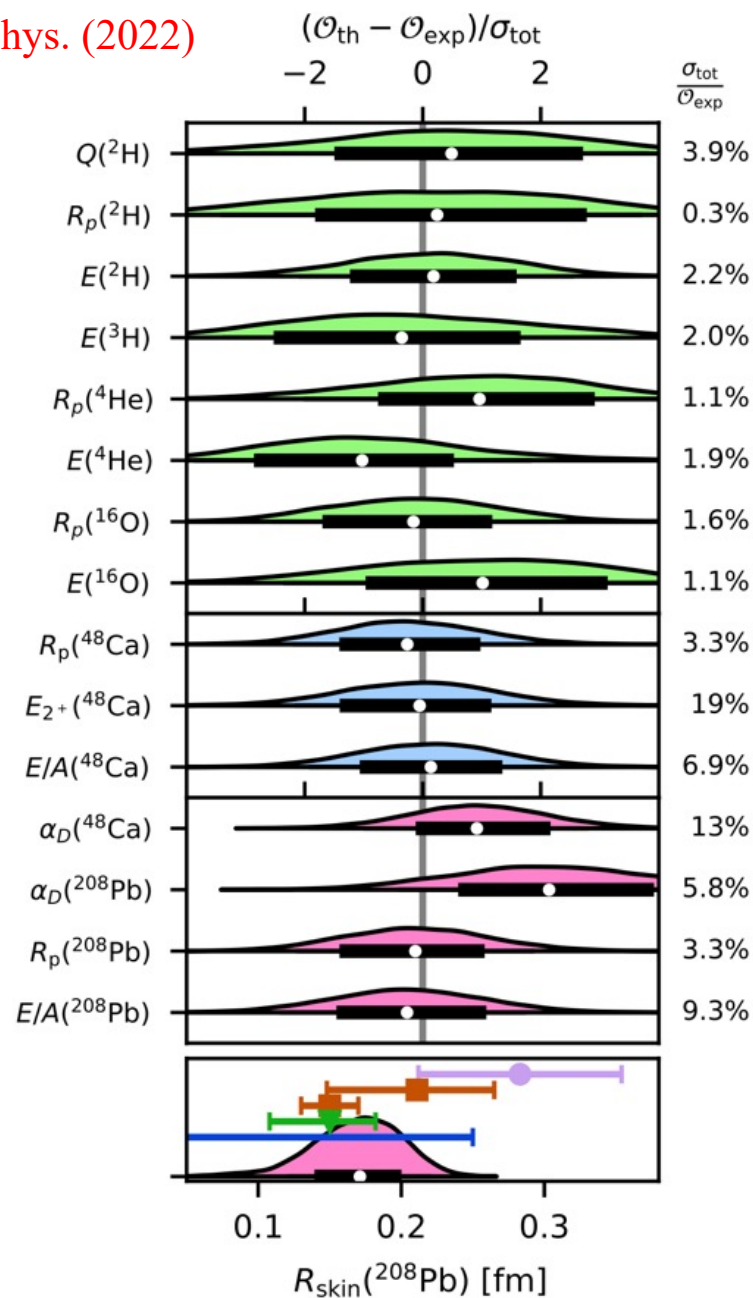 hys. (2022)
(𝒪th − 𝒪exp)/σtot
−2 0 2
σtot/𝒪exp
Q(²H) 3.9%
Rp(²H) 0.3%
E(²H) 2.2%
E(³H) 2.0%
Rp(⁴He) 1.1%
E(⁴He) 1.9%
Rp(¹⁶O) 1.6%
E(¹⁶O) 1.1%
Rp(⁴⁸Ca) 3.3%
E₂⁺(⁴⁸Ca) 19%
E/A(⁴⁸Ca) 6.9%
αD(⁴⁸Ca) 13%
αD(²⁰⁸Pb) 5.8%
Rp(²⁰⁸Pb) 3.3%
E/A(²⁰⁸Pb) 9.3%
0.1 0.2 0.3
Rskin(²⁰⁸Pb) [fm]